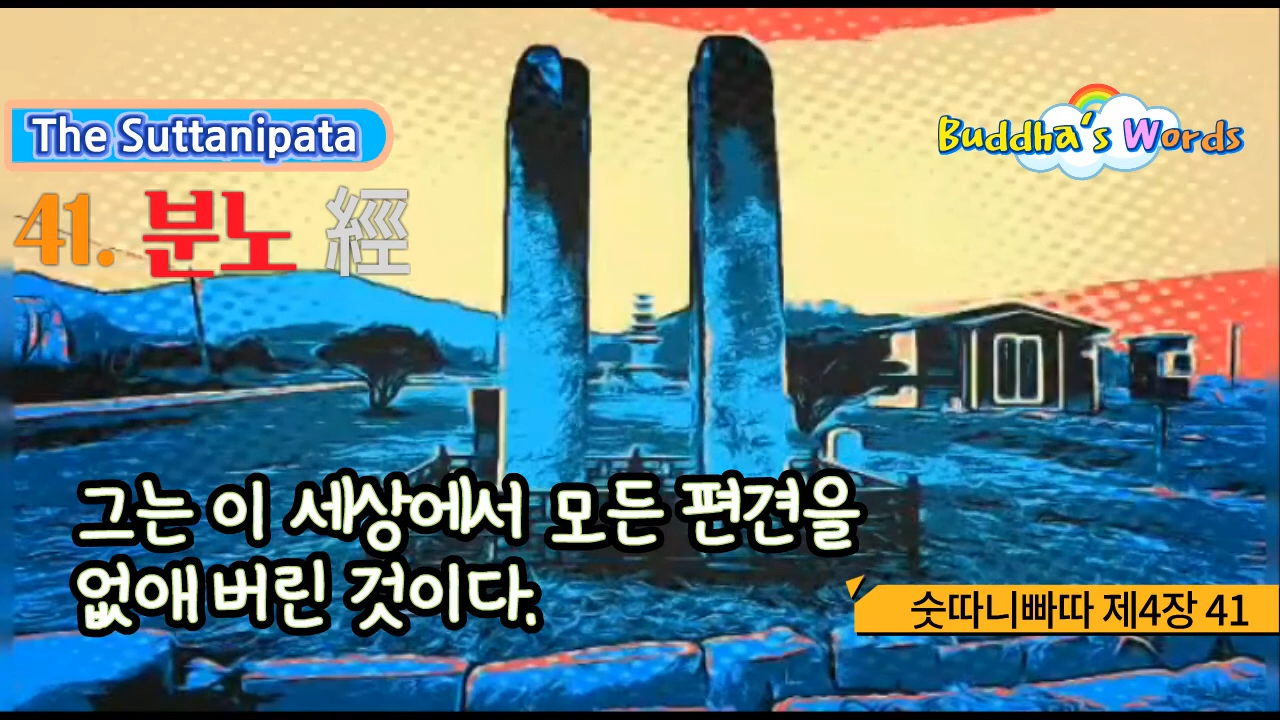 The Suttanipata
Buddha's Words
41. 분노 經
그는 이 세상에서 모든 편견을
없애 버린 것이다.
숫따니빠따 제4장 41